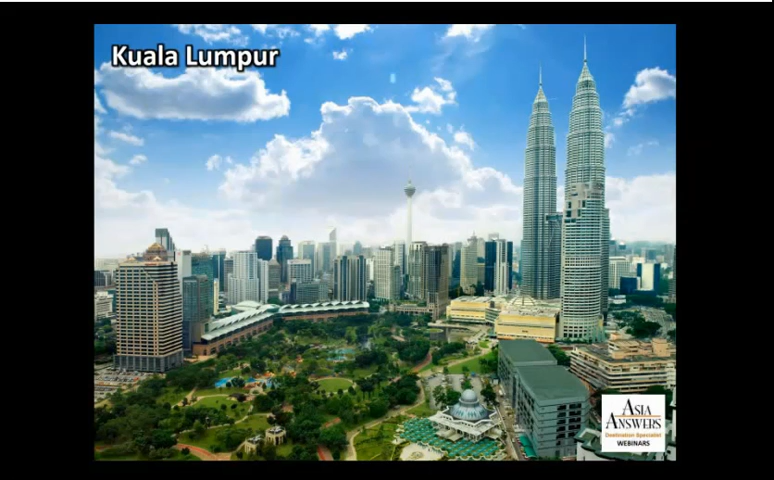 Kuala Lumpur
ASIA
ANSWERS
Destination Specialist
WEBINARS